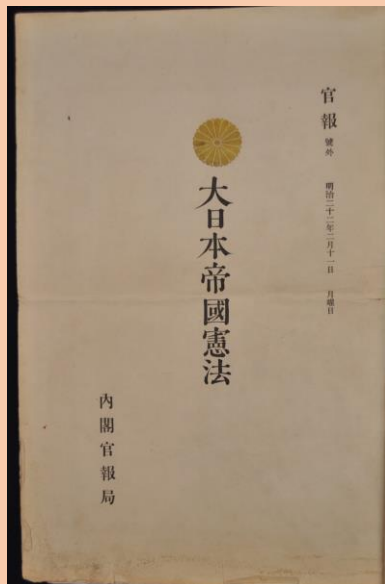 官報 號外 明治二十二年二月十一日 月曜日
大日本帝國憲法
內閣官報局